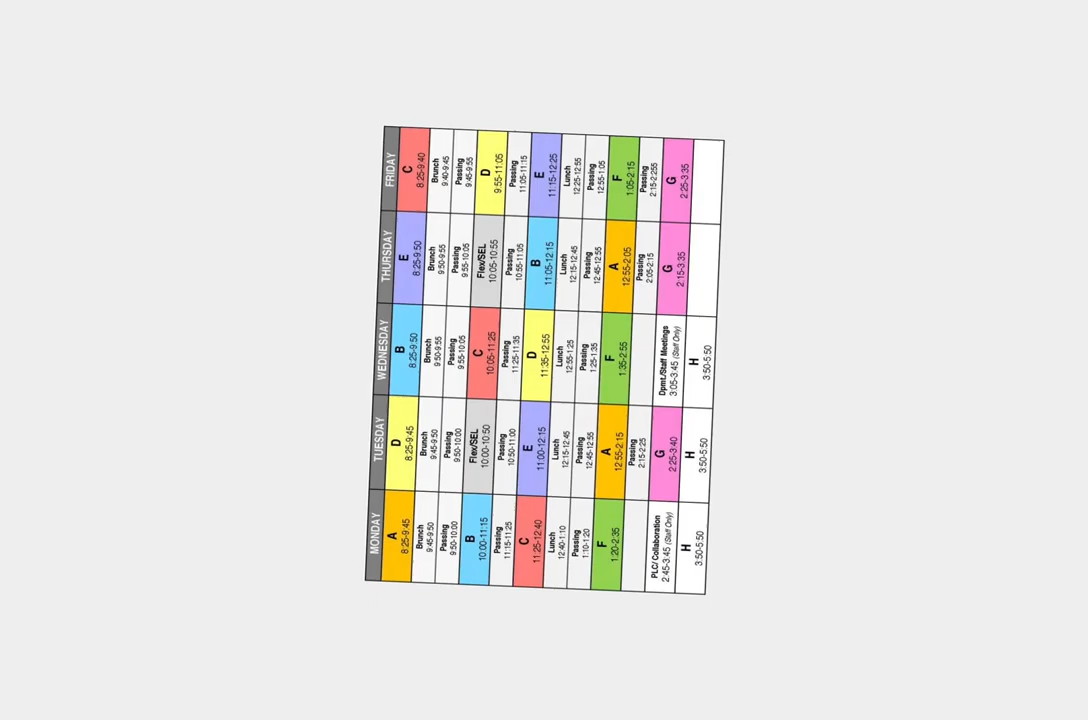 MONDAY
TUESDAY
WEDNESDAY
THURSDAY
FRIDAY
A
8:25-9:45
D
8:25-9:45
B
8:25-9:50
E
8:25-9:50
C
8:25-9:40
Brunch
9:45-9:50
Brunch
9:45-9:50
Brunch
9:50-9:55
Brunch
9:50-9:55
Brunch
9:40-9:45
Passing
9:50-10:00
Passing
9:50-10:00
Passing
9:55-10:05
Passing
9:55-10:05
Passing
9:45-9:55
B
10:00-11:15
Flex/SEL
10:00-10:50
C
10:05-11:25
Flex/SEL
10:05-10:55
D
9:55-11:05
Passing
11:15-11:25
Passing
10:50-11:00
Passing
11:25-11:35
Passing
10:55-11:05
Passing
11:05-11:15
C
11:25-12:40
E
11:00-12:15
D
11:35-12:55
B
11:05-12:15
E
11:15-12:25
Lunch
12:40-1:10
Lunch
12:15-12:45
Lunch
12:55-1:25
Lunch
12:15-12:45
Lunch
12:25-12:55
Passing
1:10-1:20
Passing
12:45-12:55
Passing
1:25-1:35
Passing
12:45-12:55
Passing
12:55-1:05
F
1:20-2:35
A
12:55-2:15
F
1:35-2:55
A
12:55-2:05
F
1:05-2:15
Passing
2:15-2:25
Passing
2:05-2:15
Passing
2:15-2:255
PLC/Collaboration
2:45-3:45 (Staff Only)
G
2:25-3:40
Dpmt./Staff Meetings
3:05-3:45 (Staff Only)
G
2:15-3:35
G
2:25-3:35
H
3:50-5:50
H
3:50-5:50
H
3:50-5:50